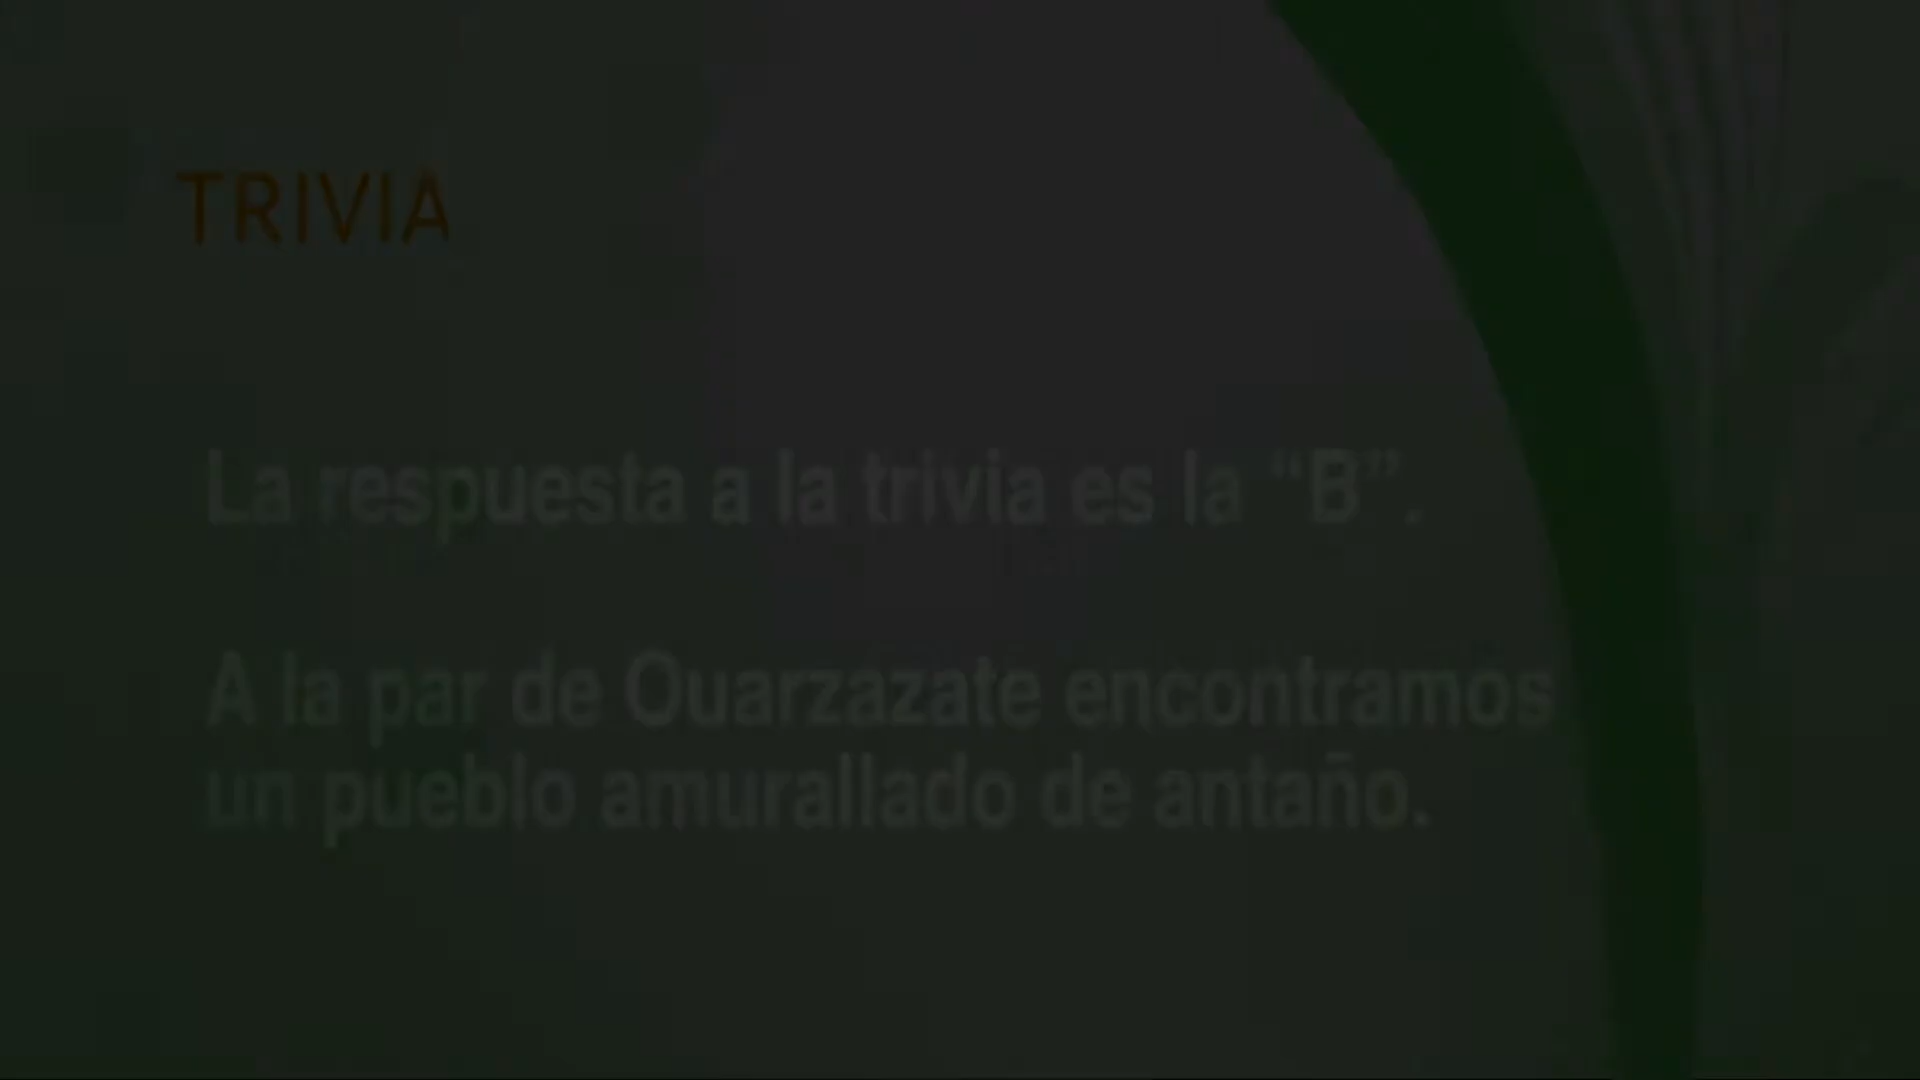 TRIVIA
La respuesta a la trivia es la “B”.
A la par de Ouarzazate encontramos
un pueblo amurallado de antaño.